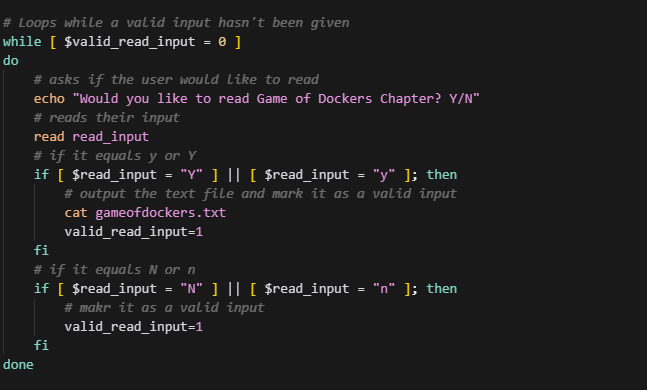 # Loops while a valid input hasn't been given
while [ $valid_read_input = 0 ]
do
    # asks if the user would like to read
    echo "Would you like to read Game of Dockers Chapter? Y/N"
    # reads their input
    read read_input
    # if it equals y or Y
    if [ $read_input = "Y" ] || [ $read_input = "y" ]; then
        # output the text file and mark it as a valid input
        cat gameofdockers.txt
        valid_read_input=1
    fi
    # if it equals N or n
    if [ $read_input = "N" ] || [ $read_input = "n" ]; then
        # makr it as a valid input
        valid_read_input=1
    fi
done